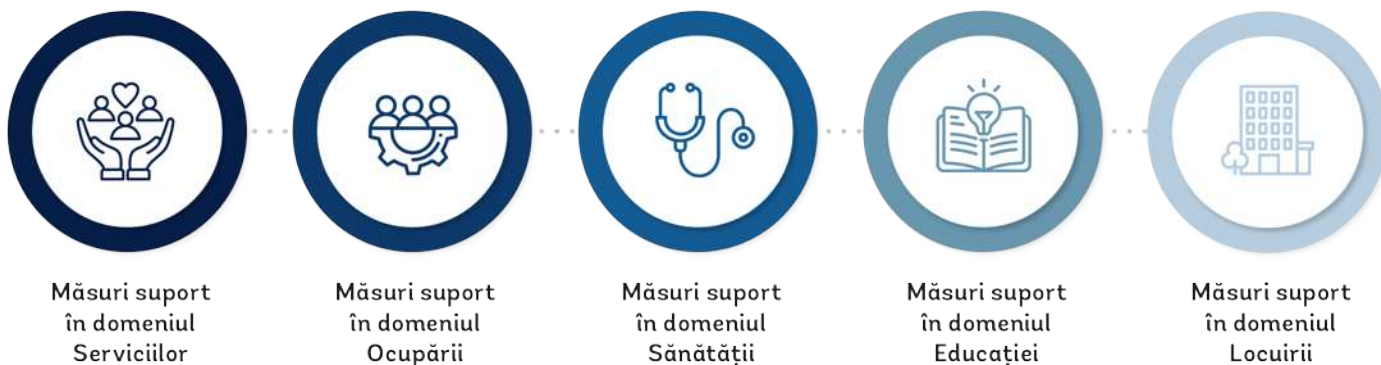 Măsuri suport
în domeniul
Serviciilor
Măsuri suport
în domeniul
Ocupării
Măsuri suport
în domeniul
Sănătății
Măsuri suport
în domeniul
Educației
Măsuri suport
în domeniul
Locuirii